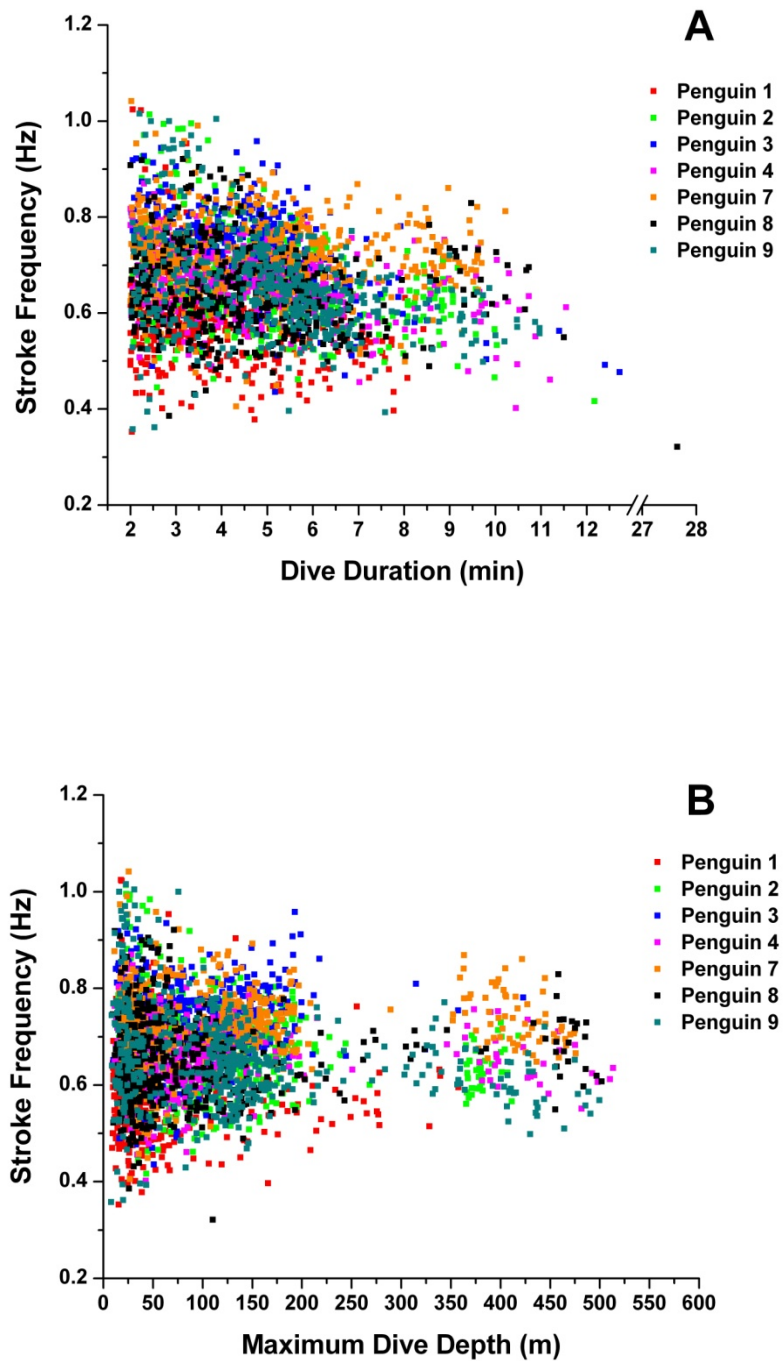 A
1.2
1.0
0.8
0.6
0.4
0.2
Stroke Frequency (Hz)
Penguin 1
Penguin 2
Penguin 3
Penguin 4
Penguin 7
Penguin 8
Penguin 9
2 3 4 5 6 7 8 9 10 11 12 27 28
Dive Duration (min)
B
1.2
1.0
0.8
0.6
0.4
0.2
Stroke Frequency (Hz)
Penguin 1
Penguin 2
Penguin 3
Penguin 4
Penguin 7
Penguin 8
Penguin 9
0 50 100 150 200 250 300 350 400 450 500 550 600
Maximum Dive Depth (m)